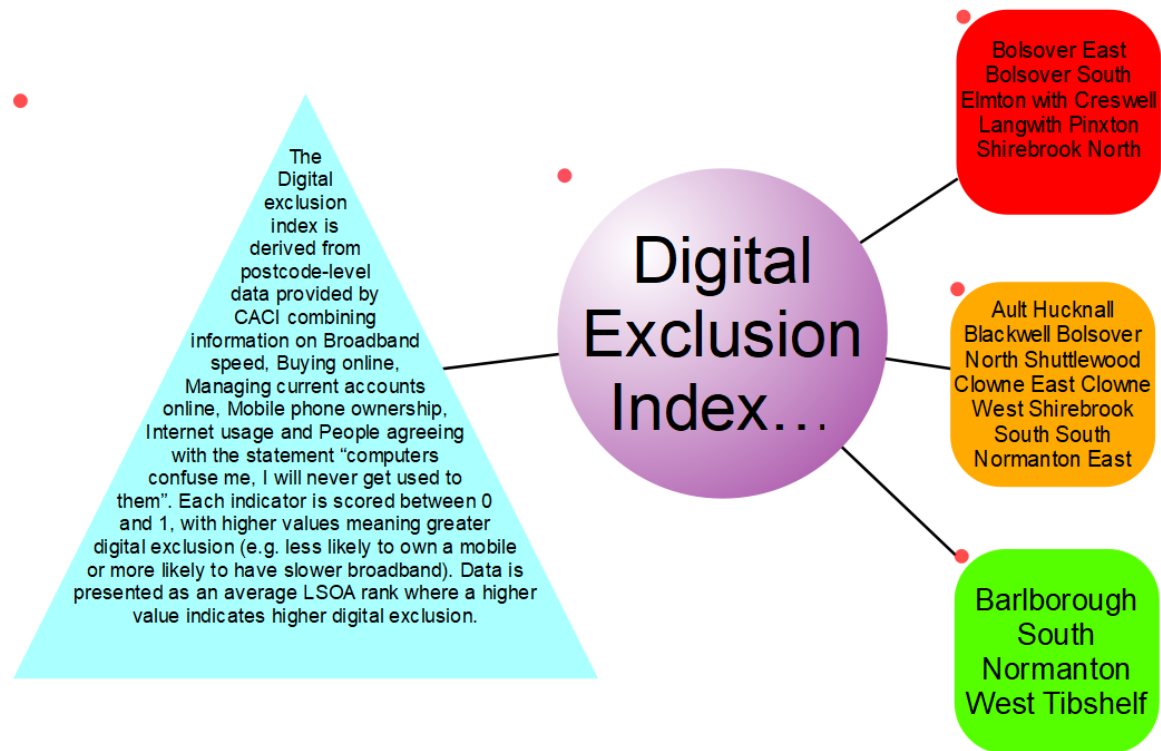 The
Digital
exclusion
index is
derived from
postcode-level
data provided by
CACI combining
information on Broadband
speed, Buying online,
Managing current accounts
online, Mobile phone ownership,
Internet usage and People agreeing
with the statement “computers
confuse me, I will never get used to
them”. Each indicator is scored between 0
and 1, with higher values meaning greater
digital exclusion (e.g. less likely to own a mobile
or more likely to have slower broadband). Data is
presented as an average LSOA rank where a higher
value indicates higher digital exclusion.
Digital
Exclusion
Index…
Bolsover East
Bolsover South
Elmton with Creswell
Langwith Pinxton
Shirebrook North
Ault Hucknall
Blackwell Bolsover
North Shuttlewood
Clowne East Clowne
West Shirebrook
South South
Normanton East
Barlborough
South
Normanton
West Tibshelf